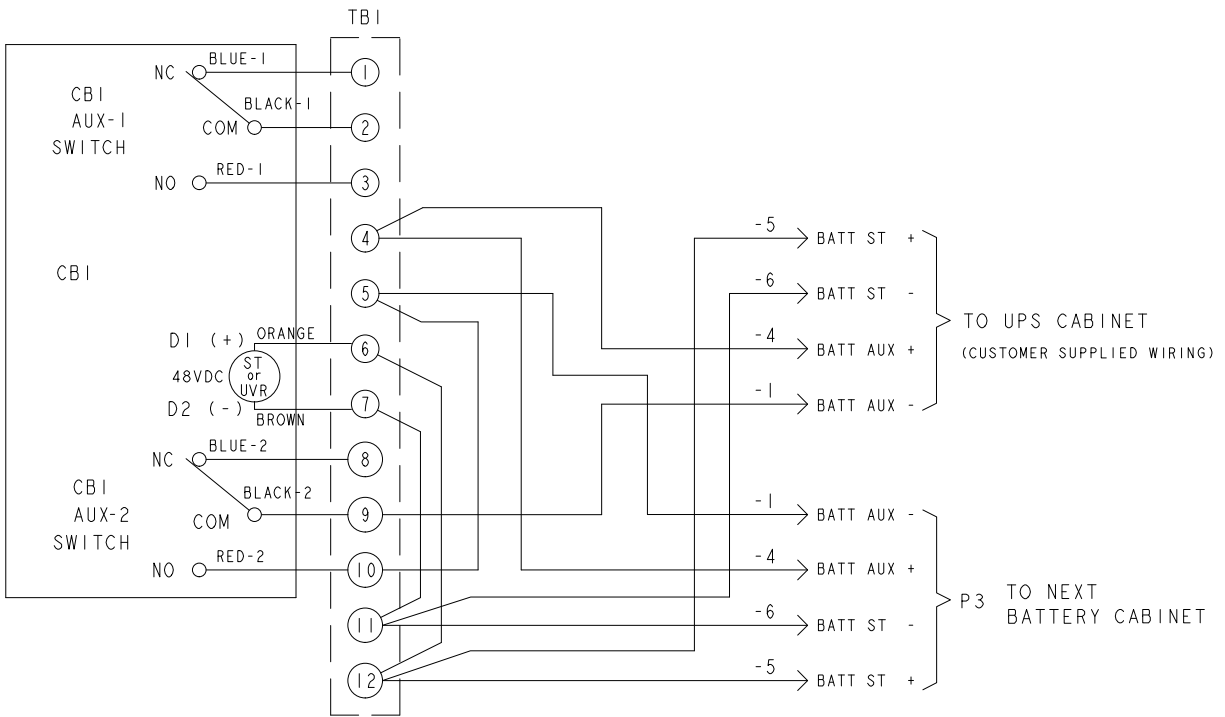 TB1
BLUE-1
NC
1
CB1
AUX-1
SWITCH
BLACK-1
COM
2
RED-1
NO
3
4
-5
BATT ST +
CB1
5
-6
BATT ST -
TO UPS CABINET
(CUSTOMER SUPPLIED WIRING)
D1 (+)
ORANGE
6
-4
BATT AUX +
48VDC
ST
or
UVR
D2 (-)
BROWN
7
-1
BATT AUX -
BLUE-2
NC
8
CB1
AUX-2
SWITCH
BLACK-2
COM
9
-1
BATT AUX -
RED-2
NO
10
-4
BATT AUX +
P3
TO NEXT
BATTERY CABINET
11
-6
BATT ST -
12
-5
BATT ST +